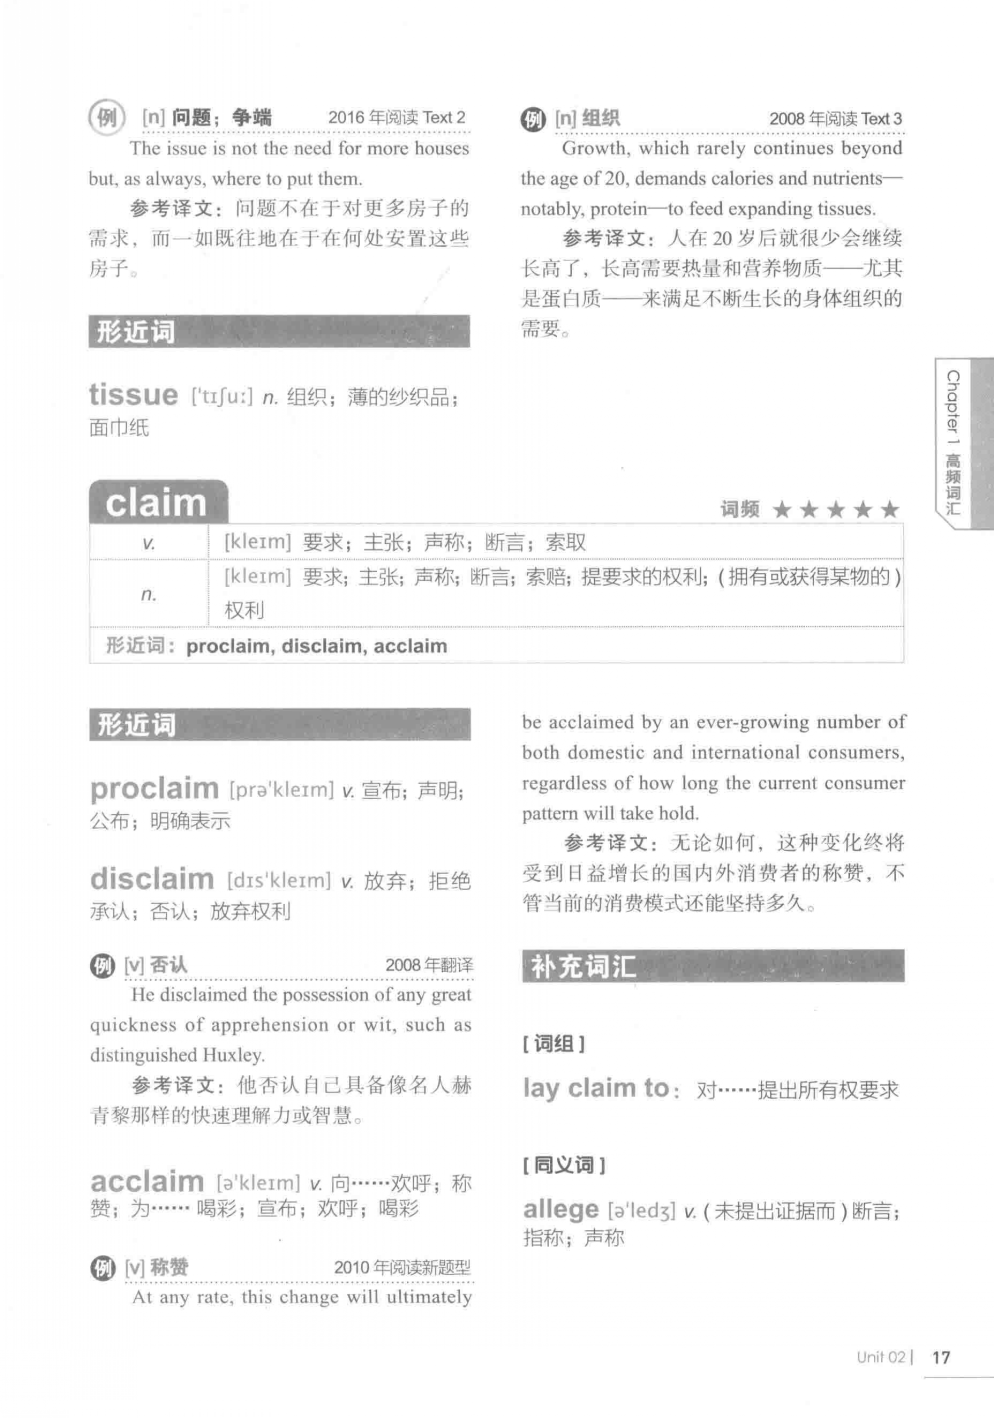 例 [n] 问题；争端 2016 年阅读 Text 2
The issue is not the need for more houses
but, as always, where to put them.
参考译文：问题不在于对更多房子的
需求，而一如既往地在于在何处安置这些
房子。
形近词
tissue ['tɪʃuː] n. 组织；薄的纱织品；
面巾纸
例 [n] 组织 2008 年阅读 Text 3
Growth, which rarely continues beyond
the age of 20, demands calories and nutrients—
notably, protein—to feed expanding tissues.
参考译文：人在 20 岁后就很少会继续
长高了，长高需要热量和营养物质——尤其
是蛋白质——来满足不断生长的身体组织的
需要。
Chapter 1 高频词汇
claim 词频 ★★★★★
v. [kleɪm] 要求；主张；声称；断言；索取
n. [kleɪm] 要求; 主张; 声称; 断言; 索赔; 提要求的权利; (拥有或获得某物的)
权利
形近词：proclaim, disclaim, acclaim
形近词
proclaim [prə'kleɪm] v. 宣布；声明；
公布；明确表示
disclaim [dɪs'kleɪm] v. 放弃；拒绝
承认；否认；放弃权利
例 [v] 否认 2008 年翻译
He disclaimed the possession of any great
quickness of apprehension or wit, such as
distinguished Huxley.
参考译文：他否认自己具备像名人赫
胥黎那样的快速理解力或智慧。
acclaim [ə'kleɪm] v. 向……欢呼；称
赞；为……喝彩；宣布；欢呼；喝彩
例 [v] 称赞 2010 年阅读新题型
At any rate, this change will ultimately
be acclaimed by an ever-growing number of
both domestic and international consumers,
regardless of how long the current consumer
pattern will take hold.
参考译文：无论如何，这种变化终将
受到日益增长的国内外消费者的称赞，不
管当前的消费模式还能坚持多久。
补充词汇
[词组]
lay claim to：对……提出所有权要求
[同义词]
allege [ə'ledʒ] v. (未提出证据而)断言；
指称；声称
Unit 02 | 17